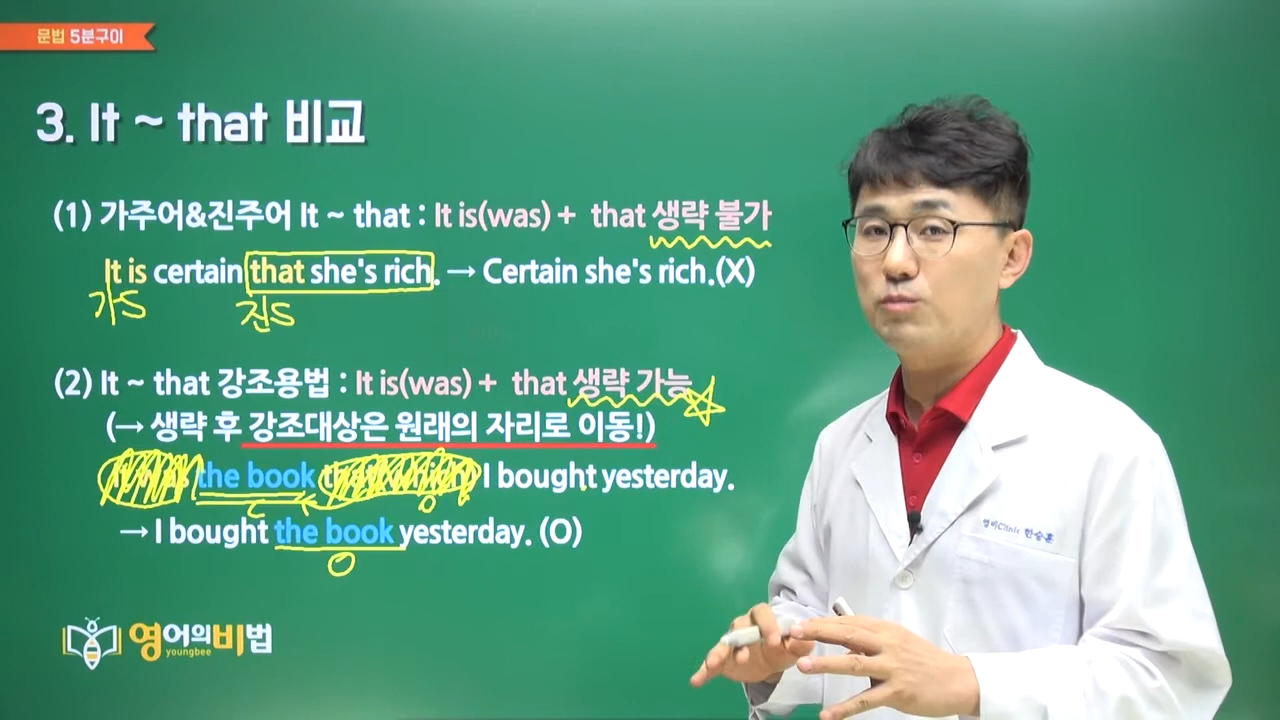 문법 5분구이
3. It ~ that 비교
(1) 가주어&진주어 It ~ that : It is(was) + that 생략 불가
It is certain that she's rich. → Certain she's rich.(X)
가S 진S
(2) It ~ that 강조용법 : It is(was) + that 생략 가능
(→ 생략 후 강조대상은 원래의 자리로 이동!)
the book I bought yesterday.
→ I bought the book yesterday. (O)
O
영어의비법
youngbee
영비Clinic 한승훈